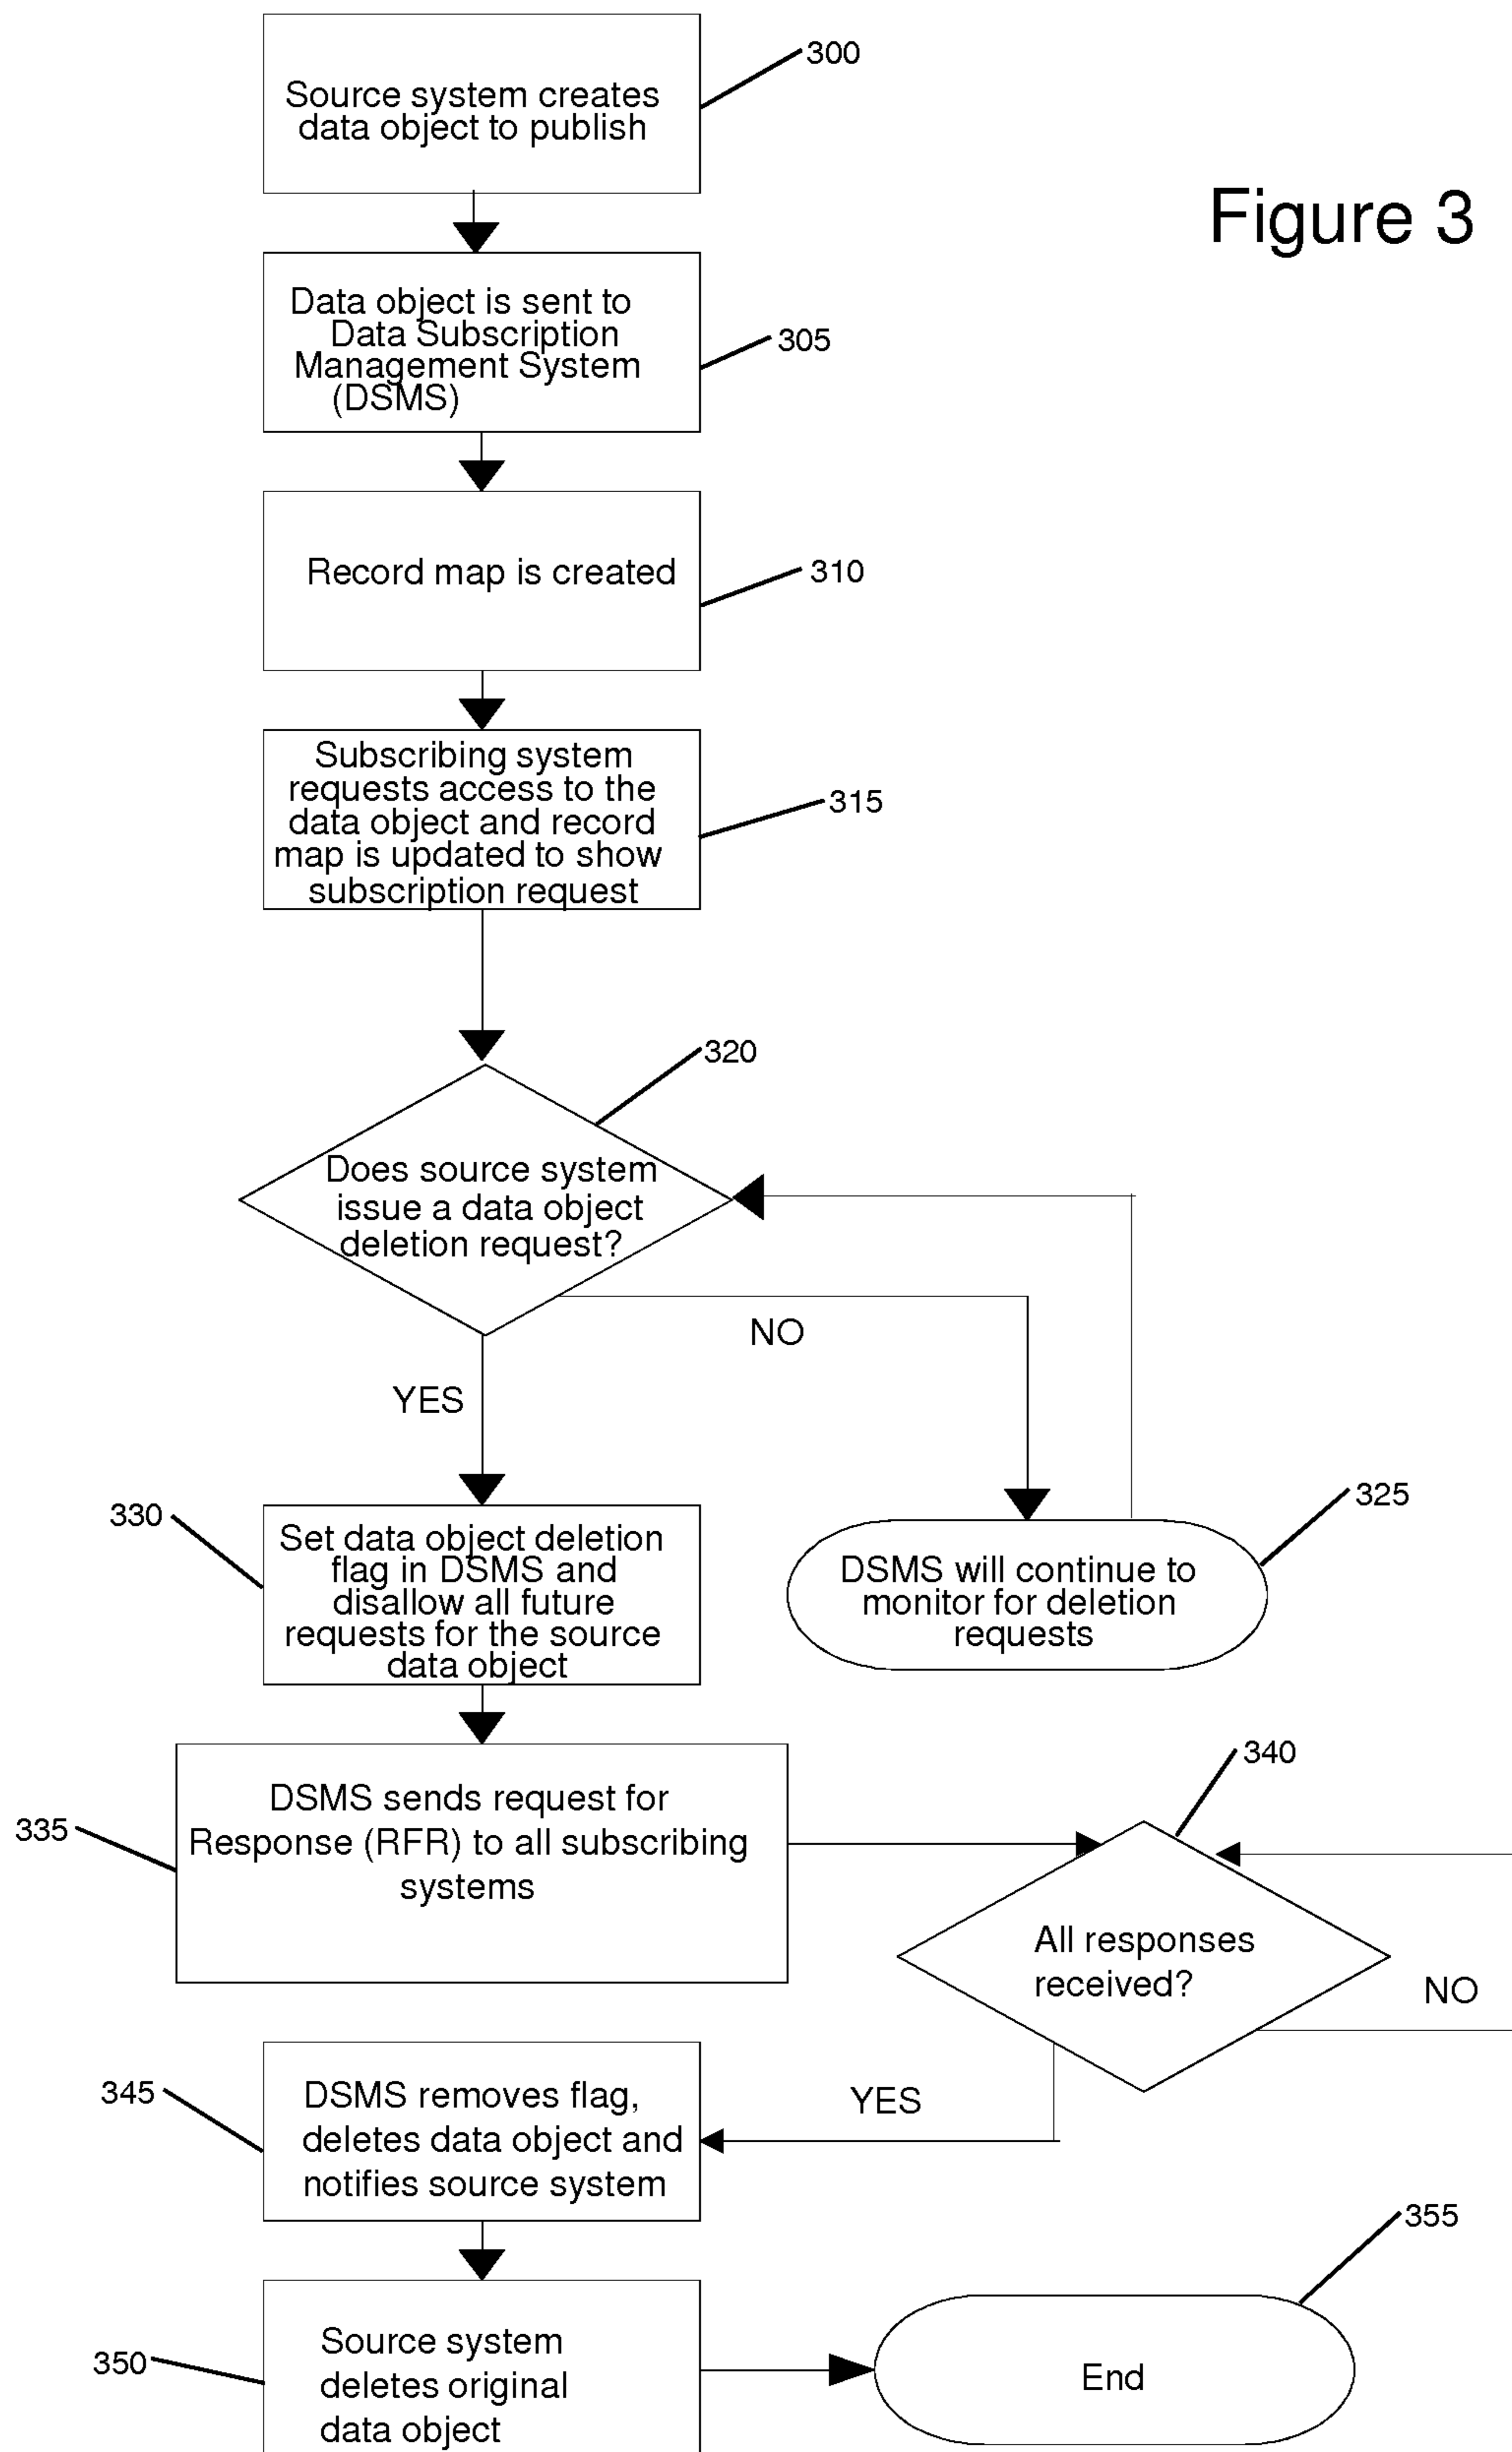 300
Source system creates
data object to publish
Figure 3
Data object is sent to
Data Subscription
Management System
(DSMS)
305
Record map is created
310
Subscribing system
requests access to the
data object and record
map is updated to show
subscription request
315
320
Does source system
issue a data object
deletion request?
NO
YES
330
Set data object deletion
flag in DSMS and
disallow all future
requests for the source
data object
325
DSMS will continue to
monitor for deletion
requests
335
DSMS sends request for
Response (RFR) to all subscribing
systems
340
All responses
received?
NO
YES
345
DSMS removes flag,
deletes data object and
notifies source system
350
Source system
deletes original
data object
355
End